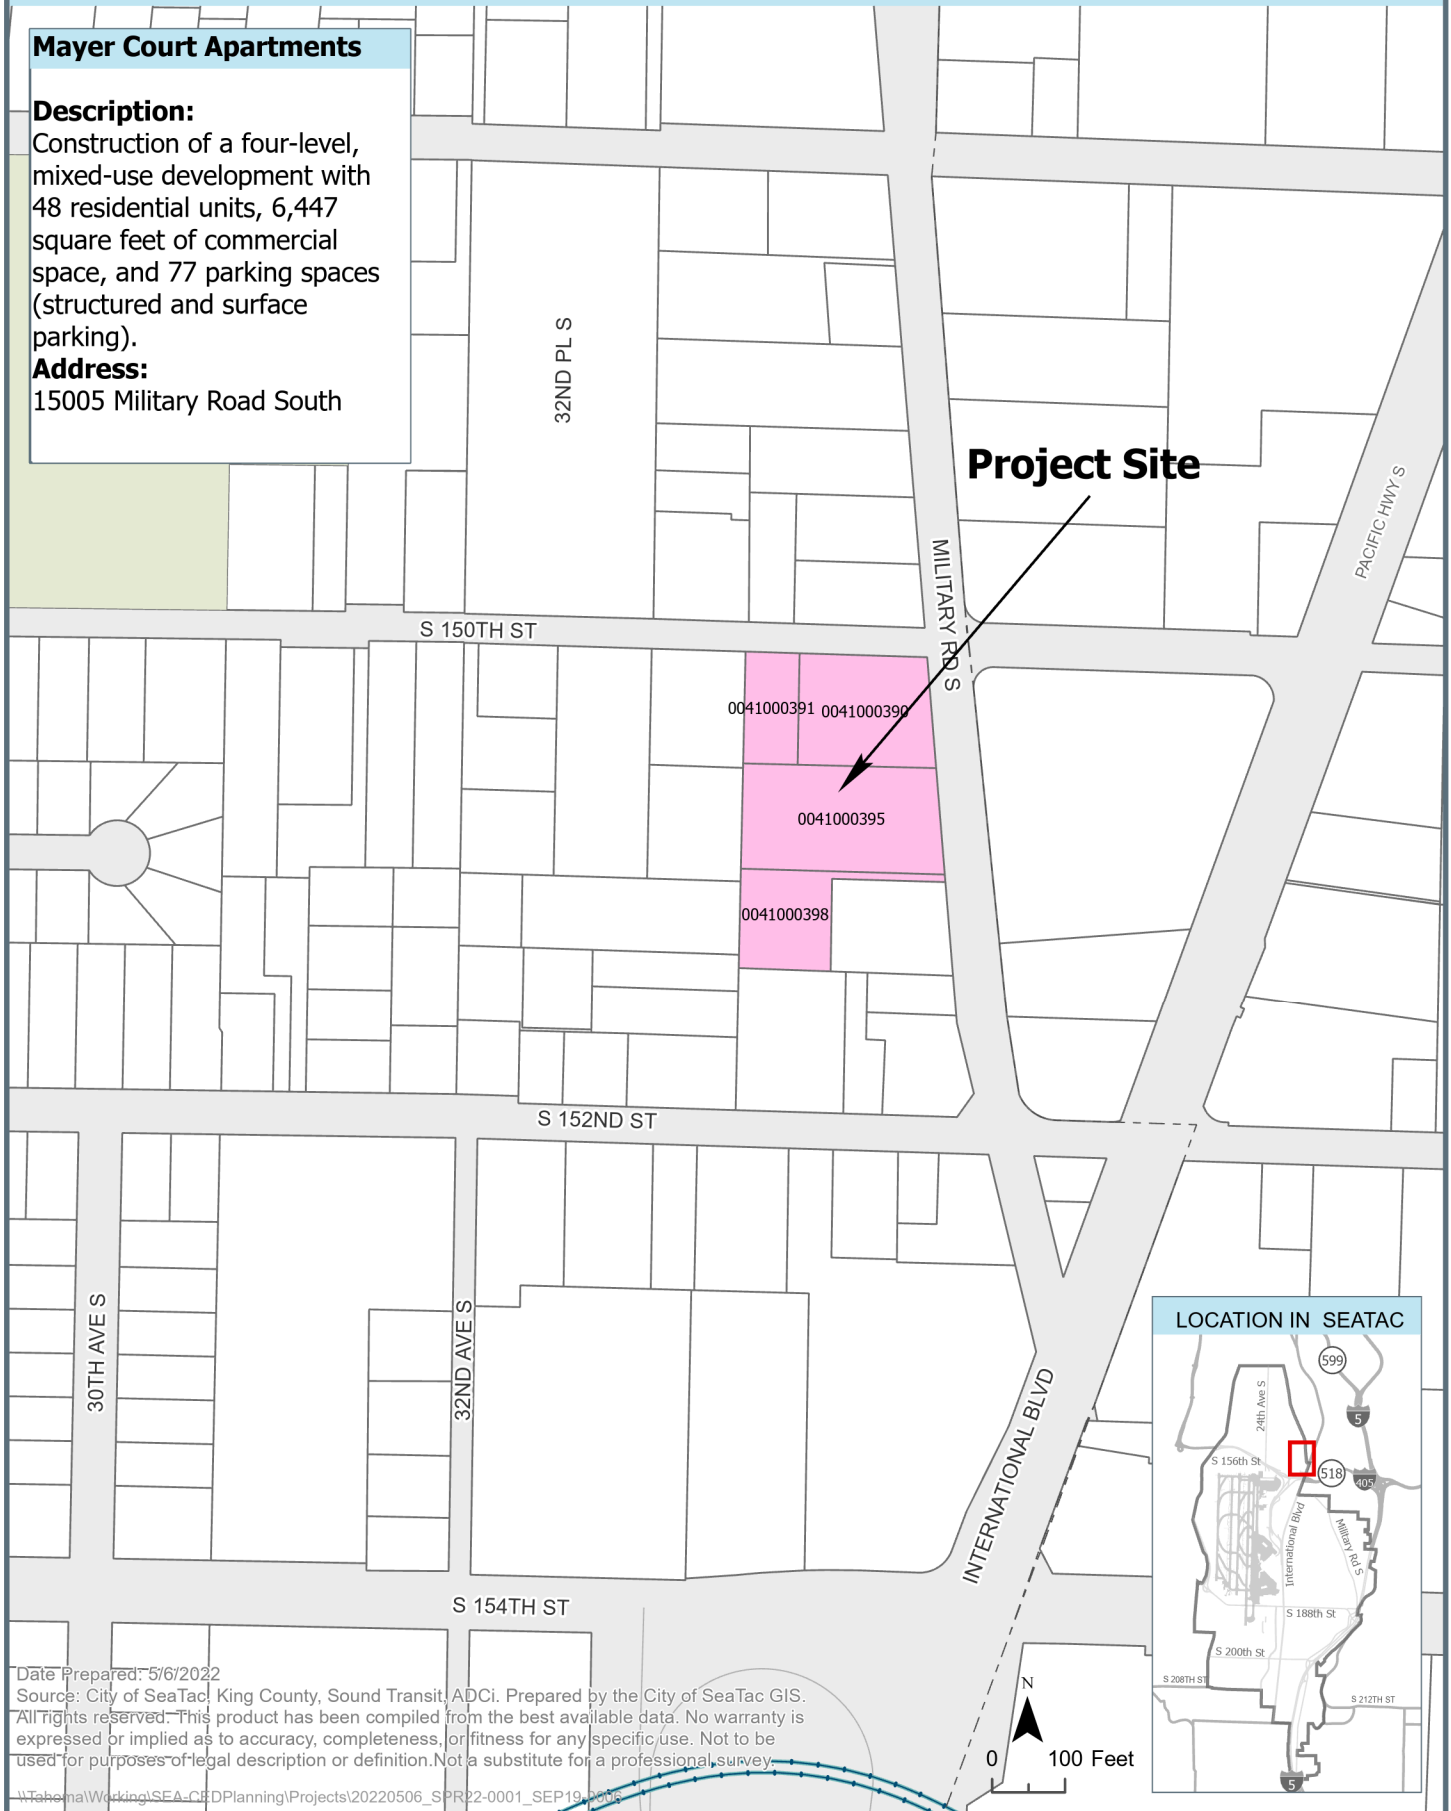 Mayer Court Apartments
Description:
Construction of a four-level,
mixed-use development with
48 residential units, 6,447
square feet of commercial
space, and 77 parking spaces
(structured and surface
parking).
Address:
15005 Military Road South
32ND PL S
Project Site
PACIFIC HWY S
MILITARY RD S
S 150TH ST
0041000391
0041000390
0041000395
0041000398
S 152ND ST
30TH AVE S
32ND AVE S
INTERNATIONAL BLVD
S 154TH ST
LOCATION IN SEATAC
599
24th Ave S
5
S 156th St
518
405
International Blvd
Military Rd S
S 188th St
S 200th St
S 208TH ST
S 212TH ST
5
N
0 100 Feet
Date Prepared: 5/6/2022
Source: City of SeaTac, King County, Sound Transit, ADCi. Prepared by the City of SeaTac GIS.
All rights reserved. This product has been compiled from the best available data. No warranty is
expressed or implied as to accuracy, completeness, or fitness for any specific use. Not to be
used for purposes of legal description or definition.Not a substitute for a professional survey.
\\Tahoma\Working\SEA-CEDPlanning\Projects\20220506_SPR22-0001_SEP19-0006